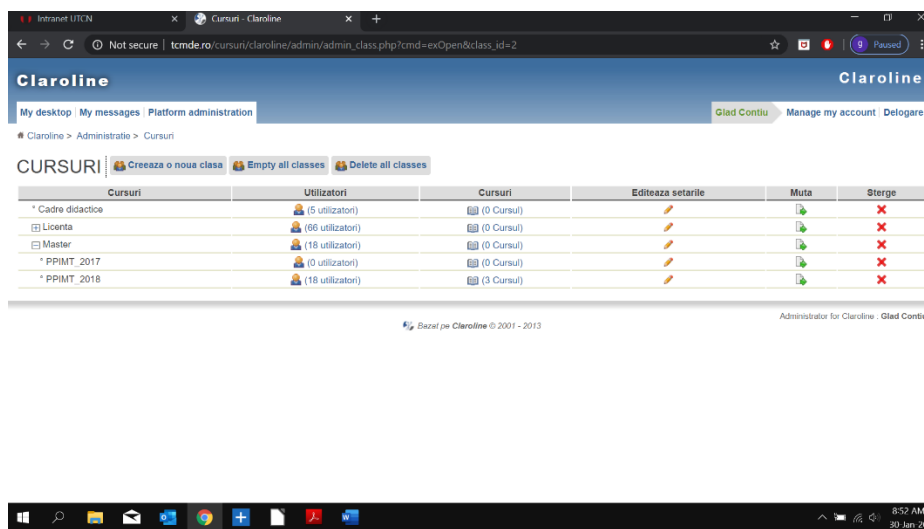 Intranet UTCN Cursuri - Claroline
Not secure | tcmde.ro/cursuri/claroline/admin/admin_class.php?cmd=exOpen&class_id=2 g Paused
Claroline Claroline
My desktop My messages Platform administration Glad Contiu Manage my account Delogare
Claroline > Administratie > Cursuri
CURSURI Creeaza o noua clasa Empty all classes Delete all classes
Cursuri Utilizatori Cursuri Editeaza setarile Muta Sterge
* Cadre didactice (5 utilizatori) (0 Cursul)
Licenta (66 utilizatori) (0 Cursul)
Master (18 utilizatori) (0 Cursul)
* PPIMT_2017 (0 utilizatori) (0 Cursul)
* PPIMT_2018 (18 utilizatori) (3 Cursul)
Administrator for Claroline : Glad Contiu
Bazat pe Claroline © 2001 - 2013
8:52 AM
30 Jan